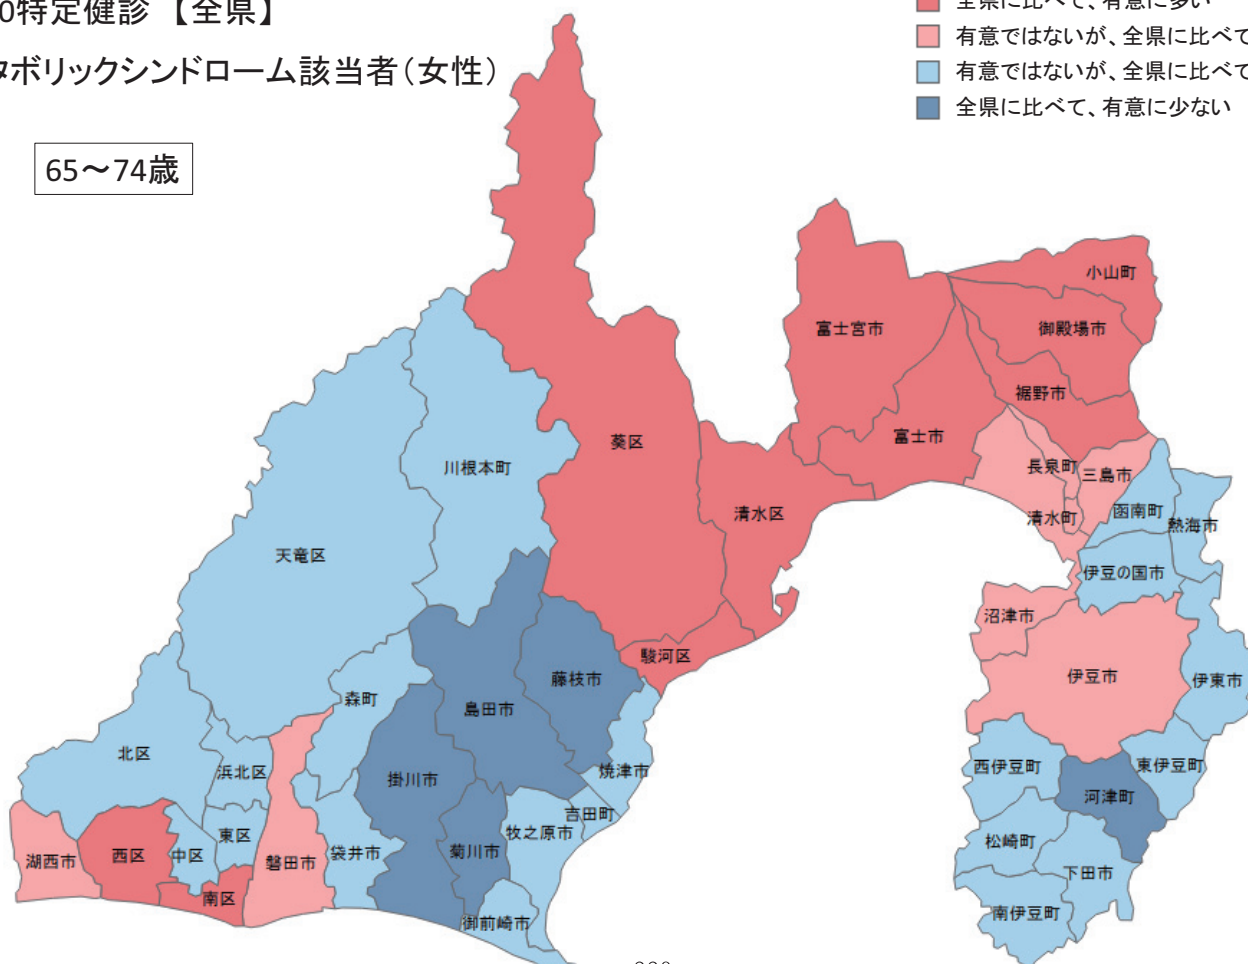 0特定健診 【全県】
タボリックシンドローム該当者(女性)
65～74歳
全県に比べて、有意に多い
有意ではないが、全県に比べて
有意ではないが、全県に比べて
全県に比べて、有意に少ない
小山町
富士宮市
御殿場市
裾野市
富士市
葵区
川根本町
長泉町
三島市
清水区
清水町
函南町
熱海市
天竜区
伊豆の国市
沼津市
駿河区
伊豆市
藤枝市
伊東市
森町
島田市
北区
浜北区
掛川市
焼津市
西伊豆町
東伊豆町
河津町
吉田町
東区
牧之原市
松崎町
湖西市
西区
中区
磐田市
袋井市
菊川市
下田市
南区
御前崎市
南伊豆町